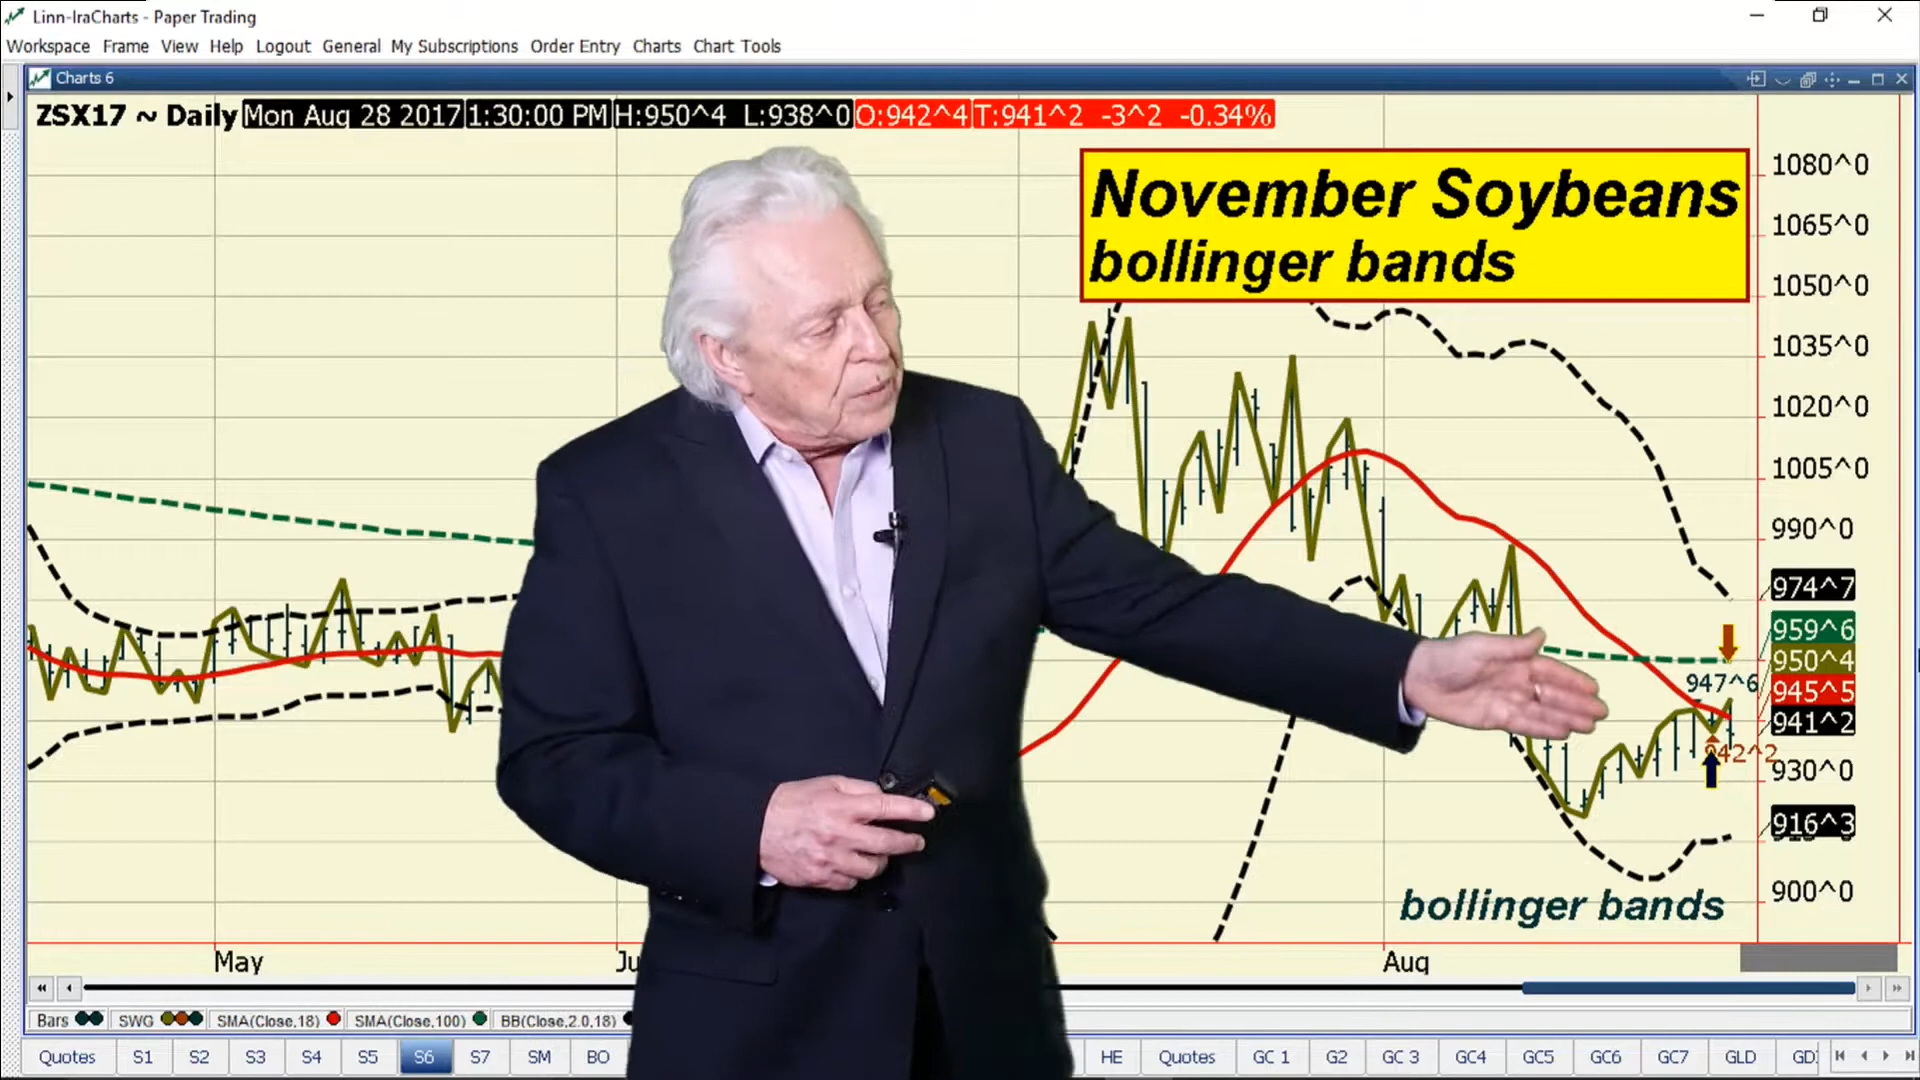 Linn-IraCharts - Paper Trading
Workspace Frame View Help Logout General My Subscriptions Order Entry Charts Chart Tools
Charts 6
ZSX17 ~ Daily Mon Aug 28 2017 1:30:00 PM H:950^4 L:938^0 O:942^4 T:941^2 -3^2 -0.34%
November Soybeans
bollinger bands
1080^0
1065^0
1050^0
1035^0
1020^0
1005^0
990^0
974^7
959^6
950^4
947^6
945^5
941^2
942^2
930^0
916^3
900^0
bollinger bands
May Ju Aug
Bars SWG SMA(Close,18) SMA(Close,100) BB(Close,2.0,18)
Quotes S1 S2 S3 S4 S5 S6 S7 SM BO HE Quotes GC 1 G2 GC 3 GC4 GC5 GC6 GC7 GLD GD